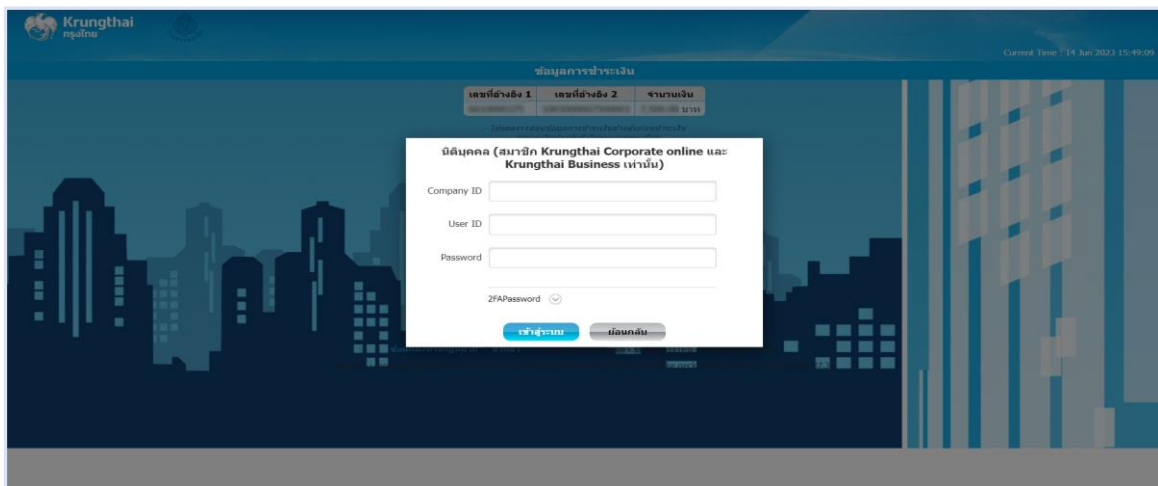 Krungthai
กรุงไทย
Current Time : 14 Jun 2023 15:49:09
ข้อมูลการชำระเงิน
เลขที่อ้างอิง 1 เลขที่อ้างอิง 2 จำนวนเงิน
บาท
นิติบุคคล (สมาชิก Krungthai Corporate online และ
Krungthai Business เท่านั้น)
Company ID
User ID
Password
2FAPassword
เข้าสู่ระบบ ย้อนกลับ